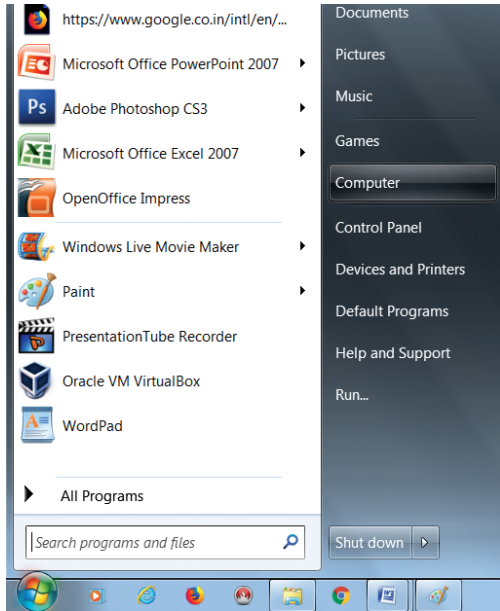 https://www.google.co.in/intl/en/...
Microsoft Office PowerPoint 2007
Ps Adobe Photoshop CS3
Microsoft Office Excel 2007
OpenOffice Impress
Windows Live Movie Maker
Paint
PresentationTube Recorder
Oracle VM VirtualBox
WordPad
All Programs
Search programs and files
Documents
Pictures
Music
Games
Computer
Control Panel
Devices and Printers
Default Programs
Help and Support
Run...
Shut down